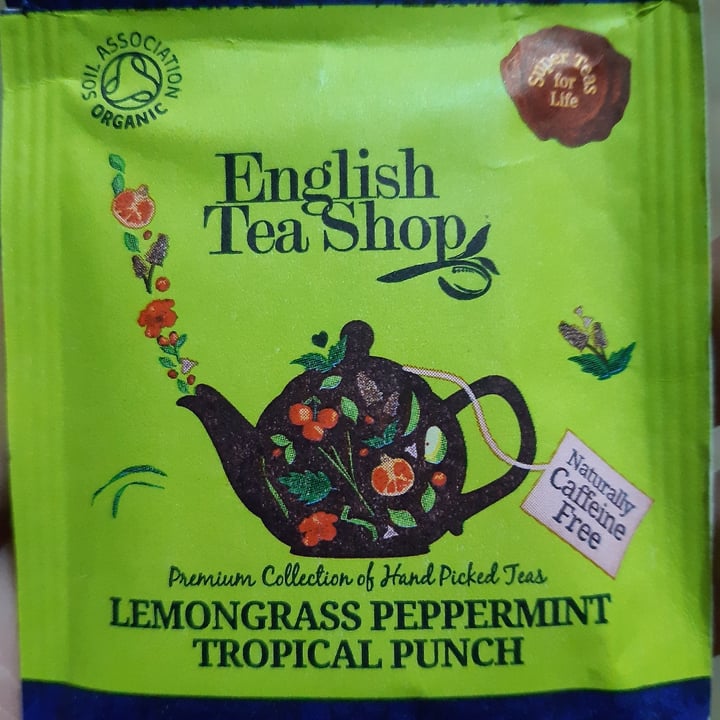 SOIL ASSOCIATION
ORGANIC
Super Teas
for
Life
English
Tea Shop
Naturally
Caffeine
Free
Premium Collection of Hand Picked Teas
LEMONGRASS PEPPERMINT
TROPICAL PUNCH